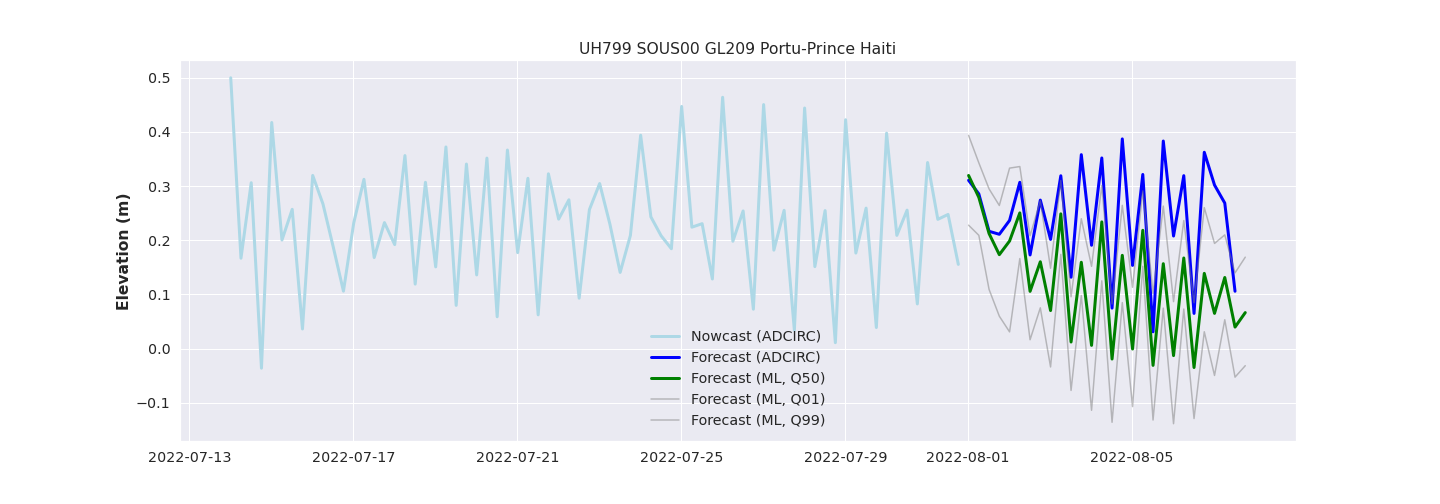 UH799 SOUS00 GL209 Portu-Prince Haiti
Elevation (m)
0.5
0.4
0.3
0.2
0.1
0.0
−0.1
Nowcast (ADCIRC)
Forecast (ADCIRC)
Forecast (ML, Q50)
Forecast (ML, Q01)
Forecast (ML, Q99)
2022-07-13 2022-07-17 2022-07-21 2022-07-25 2022-07-29 2022-08-01 2022-08-05